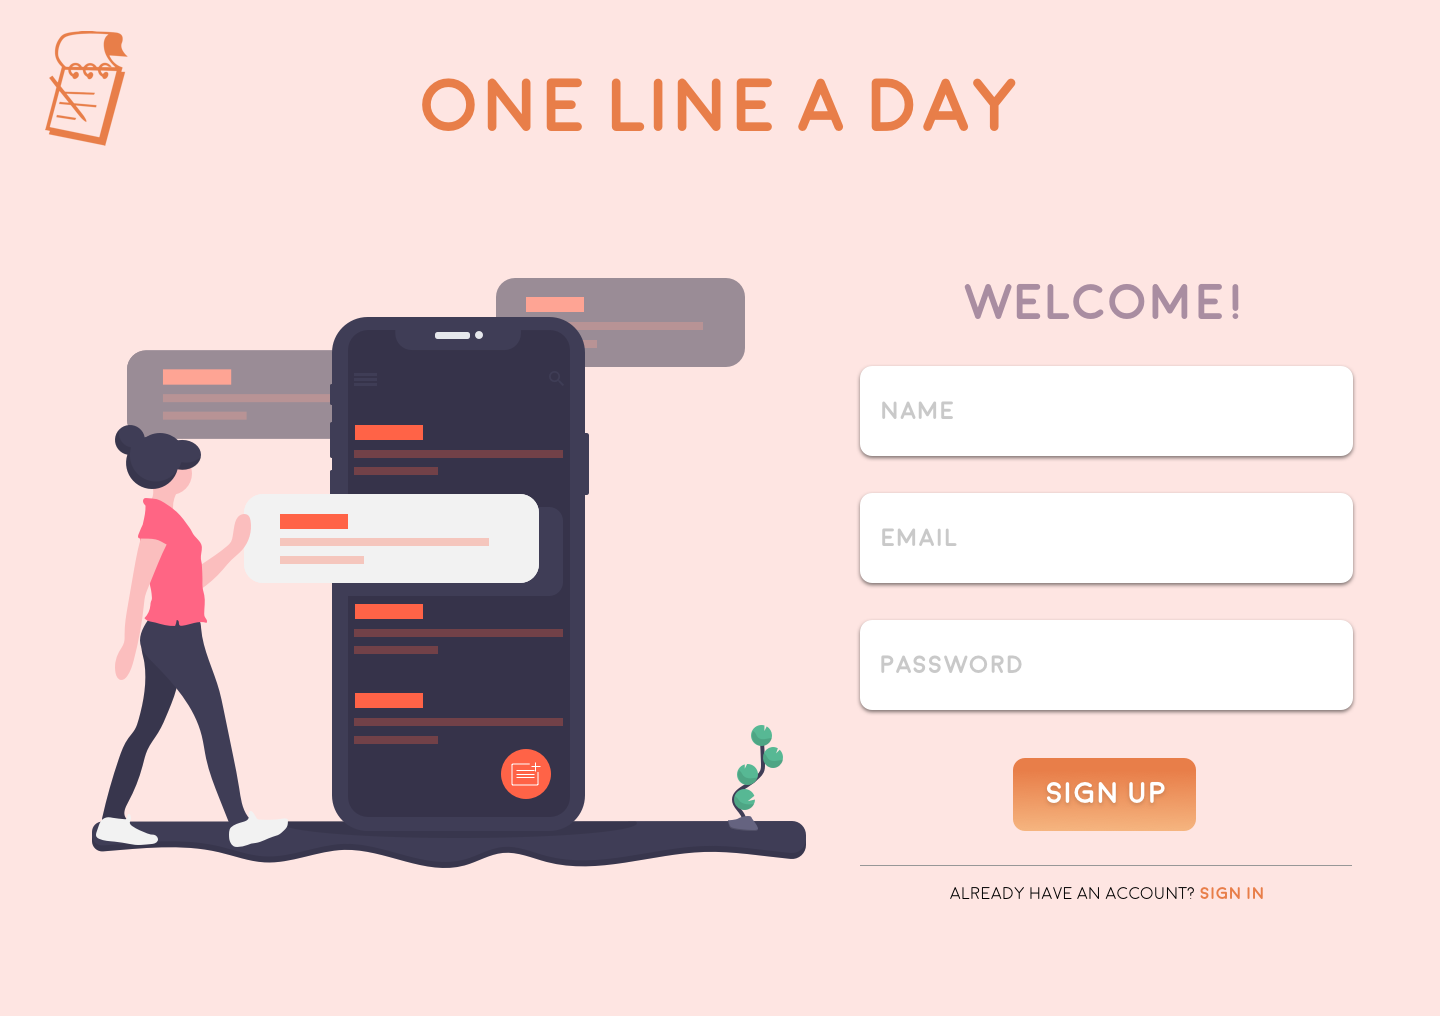 ONE LINE A DAY
WELCOME!
NAME
EMAIL
PASSWORD
SIGN UP
ALREADY HAVE AN ACCOUNT? SIGN IN